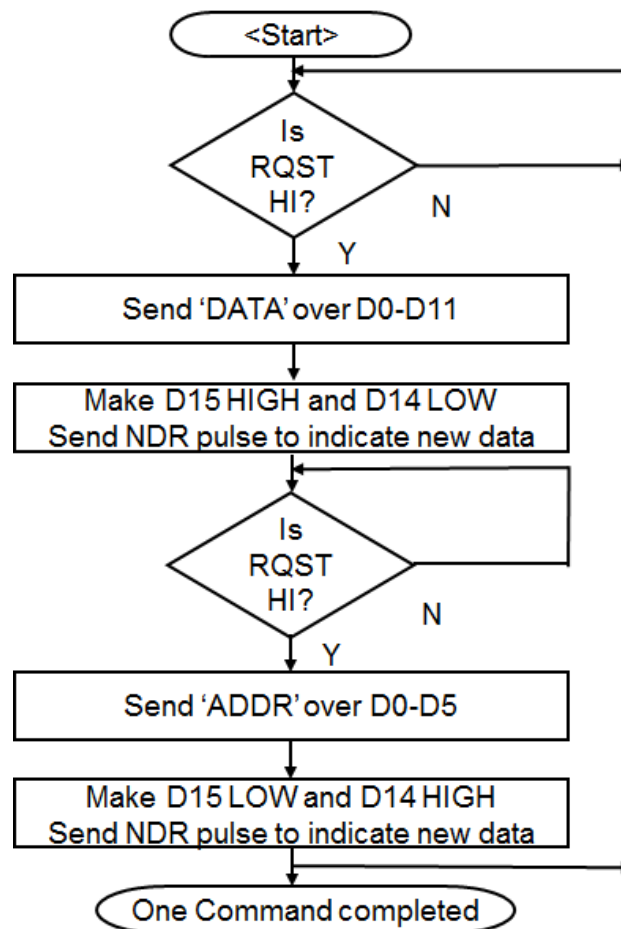 <Start>
Is
RQST
HI?
N
Y
Send ‘DATA’ over D0-D11
Make D15 HIGH and D14 LOW
Send NDR pulse to indicate new data
Is
RQST
HI?
N
Y
Send ‘ADDR’ over D0-D5
Make D15 LOW and D14 HIGH
Send NDR pulse to indicate new data
One Command completed